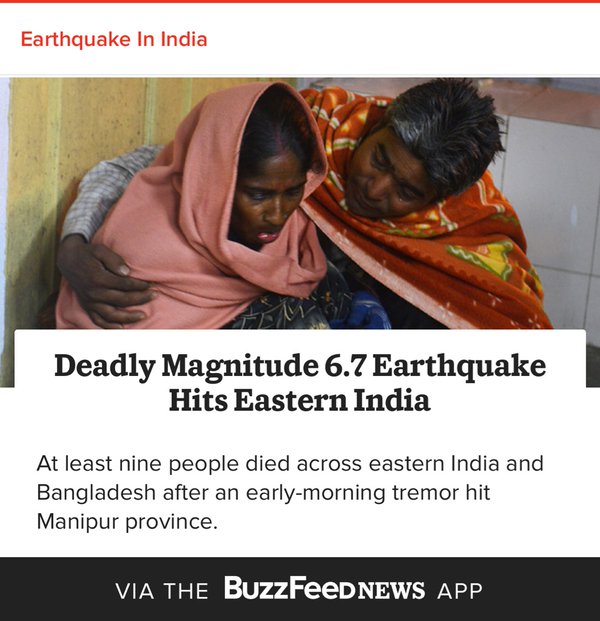 Earthquake In India
Deadly Magnitude 6.7 Earthquake
Hits Eastern India
At least nine people died across eastern India and
Bangladesh after an early-morning tremor hit
Manipur province.
VIA THE BUZZFEED NEWS APP